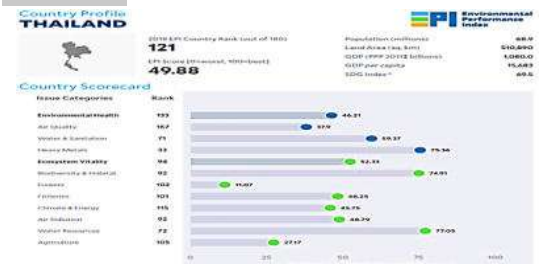 Country Profile
THAILAND
EPI Environmental Performance Index
2018 EPI Country Rank (out of 180)
121
EPI Score [0=worst, 100=best]
49.88
Population (millions) 68.9
Land Area (sq. km) 510,890
GDP (PPP 2011$ billions) 1,080.0
GDP per capita 15,683
SDG Index 69.5
Country Scorecard
Issue Categories Rank
Environmental Health 133 46.21
Air Quality 167 37.9
Water & Sanitation 71 59.37
Heavy Metals 33 75.36
Ecosystem Vitality 94 52.33
Biodiversity & Habitat 92 74.91
Forests 102 11.07
Fisheries 101 48.25
Climate & Energy 115 45.75
Air Pollution 92 48.79
Water Resources 72 77.05
Agriculture 105 27.17
0 25 50 75 100